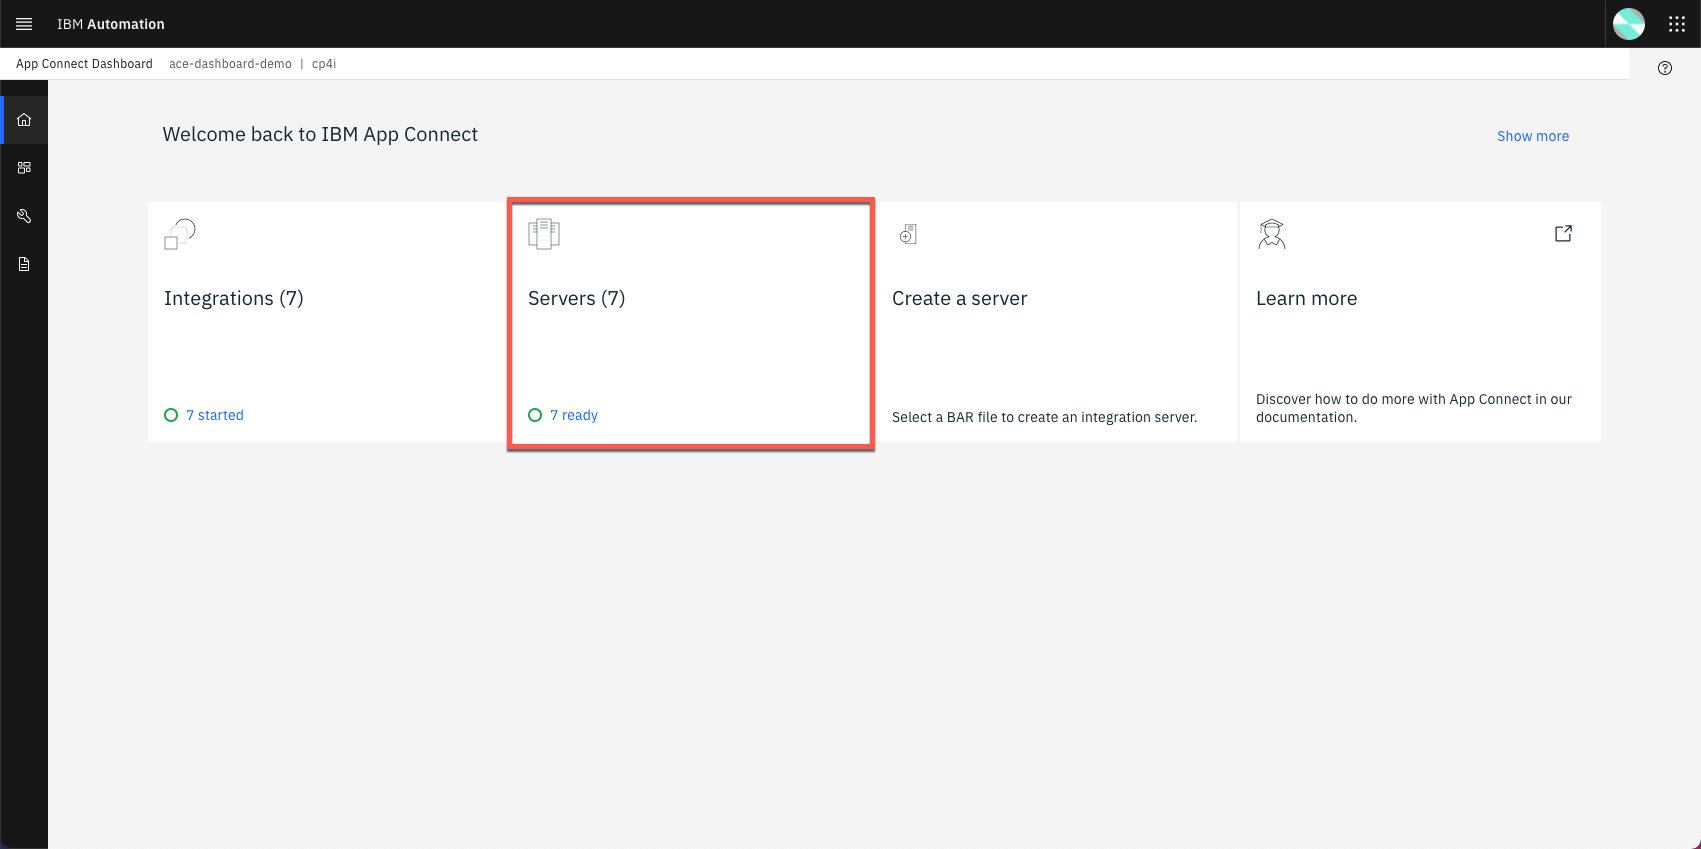 IBM Automation
App Connect Dashboard ace-dashboard-demo | cp4i
Welcome back to IBM App Connect
Show more
Integrations (7)
7 started
Servers (7)
7 ready
Create a server
Select a BAR file to create an integration server.
Learn more
Discover how to do more with App Connect in our
documentation.